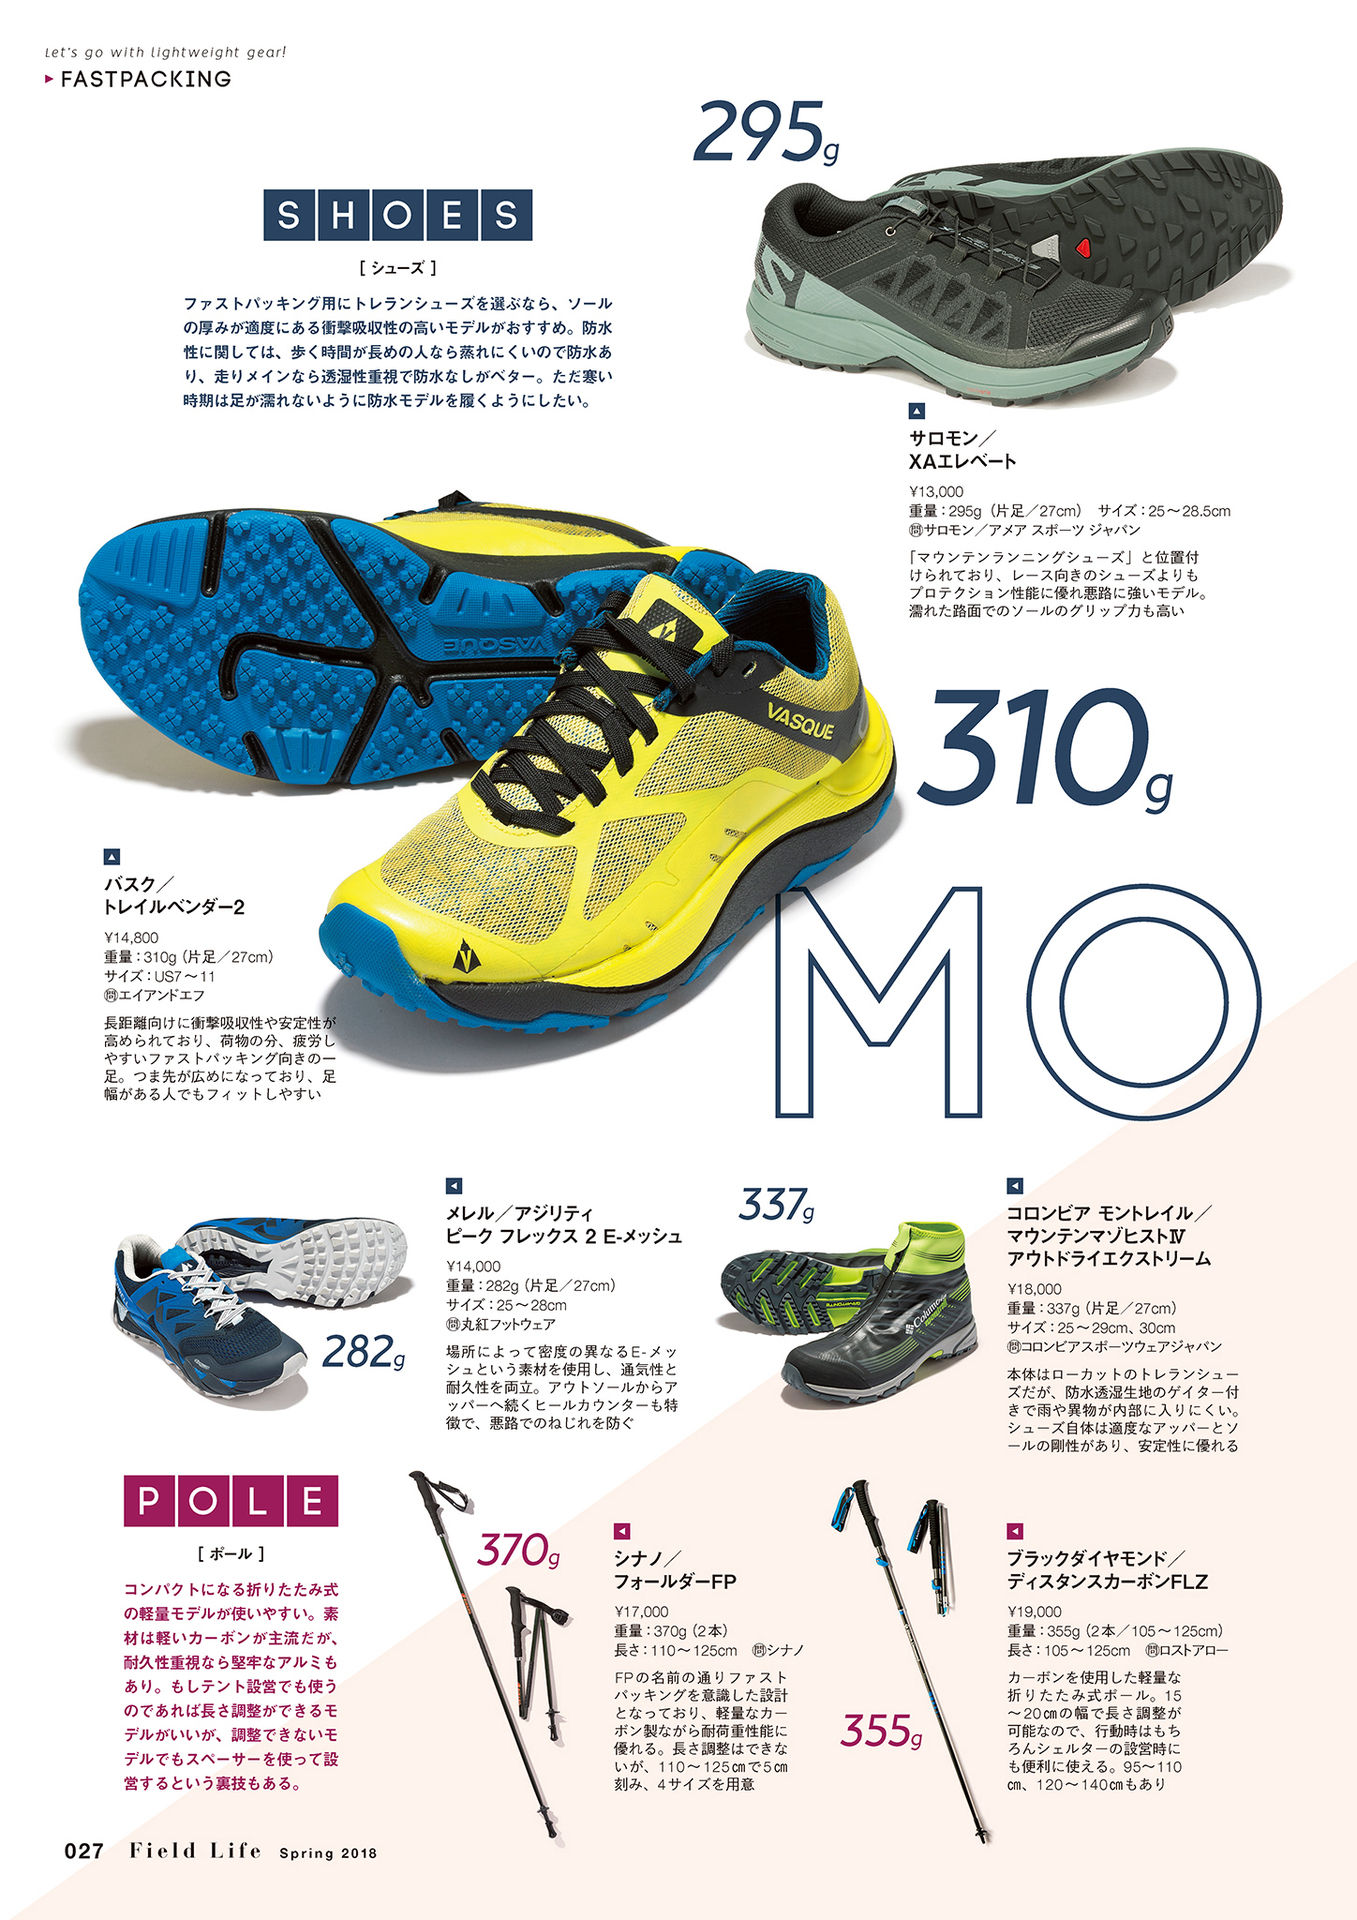 Let's go with lightweight gear!
▶ FASTPACKING
295g
SHOES
[ シューズ ]
ファストパッキング用にトレランシューズを選ぶなら、ソール
の厚みが適度にある衝撃吸収性の高いモデルがおすすめ。防水
性に関しては、歩く時間が長めの人なら蒸れにくいので防水あ
り、走りメインなら透湿性重視で防水なしがベター。ただ寒い
時期は足が濡れないように防水モデルを履くようにしたい。
サロモン／
XAエレベート
¥13,000
重量：295g（片足／27cm）　サイズ：25〜28.5cm
㉄サロモン／アメア スポーツ ジャパン
「マウンテンランニングシューズ」と位置付
けられており、レース向きのシューズよりも
プロテクション性能に優れ悪路に強いモデル。
濡れた路面でのソールのグリップ力も高い
VASQUE
VASQUE
310g
バスク／
トレイルベンダー2
¥14,800
重量：310g（片足／27cm）
サイズ：US7〜11
㉄エイアンドエフ
長距離向けに衝撃吸収性や安定性が
高められており、荷物の分、疲労し
やすいファストパッキング向きの一
足。つま先が広めになっており、足
幅がある人でもフィットしやすい
MO
メレル／アジリティ
ピーク フレックス 2 E-メッシュ
¥14,000
重量：282g（片足／27cm）
サイズ：25〜28cm
㉄丸紅フットウェア
場所によって密度の異なるE-メッ
シュという素材を使用し、通気性と
耐久性を両立。アウトソールからア
ッパーへ続くヒールカウンターも特
徴で、悪路でのねじれを防ぐ
282g
337g
Columbia
コロンビア モントレイル／
マウンテンマゾヒストⅣ
アウトドライエクストリーム
¥18,000
重量：337g（片足／27cm）
サイズ：25〜29cm、30cm
㉄コロンビアスポーツウェアジャパン
本体はローカットのトレランシュー
ズだが、防水透湿生地のゲイター付
きで雨や異物が内部に入りにくい。
シューズ自体は適度なアッパーとソ
ールの剛性があり、安定性に優れる
POLE
[ ポール ]
コンパクトになる折りたたみ式
の軽量モデルが使いやすい。素
材は軽いカーボンが主流だが、
耐久性重視なら堅牢なアルミも
あり。もしテント設営でも使う
のであれば長さ調整ができるモ
デルがいいが、調整できないモ
デルでもスペーサーを使って設
営するという裏技もある。
370g
シナノ／
フォールダーFP
¥17,000
重量：370g（2本）
長さ：110〜125cm　㉄シナノ
FPの名前の通りファスト
パッキングを意識した設計
となっており、軽量なカー
ボン製ながら耐荷重性能に
優れる。長さ調整はできな
いが、110〜125㎝で5㎝
刻み、4サイズを用意
355g
ブラックダイヤモンド／
ディスタンスカーボンFLZ
¥19,000
重量：355g（2本／105〜125cm）
長さ：105〜125cm　㉄ロストアロー
カーボンを使用した軽量な
折りたたみ式ポール。15
〜20㎝の幅で長さ調整が
可能なので、行動時はもち
ろんシェルターの設営時に
も便利に使える。95〜110
㎝、120〜140㎝もあり
027 Field Life Spring 2018